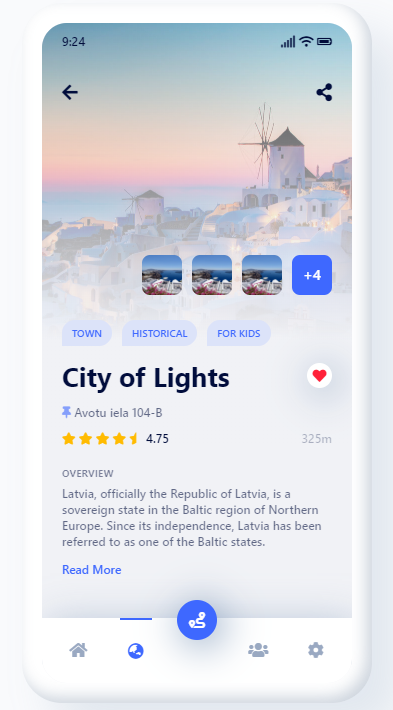 9:24
+4
TOWN HISTORICAL FOR KIDS
City of Lights
Avotu iela 104-B
4.75 325m
OVERVIEW
Latvia, officially the Republic of Latvia, is a
sovereign state in the Baltic region of Northern
Europe. Since its independence, Latvia has been
referred to as one of the Baltic states.
Read More